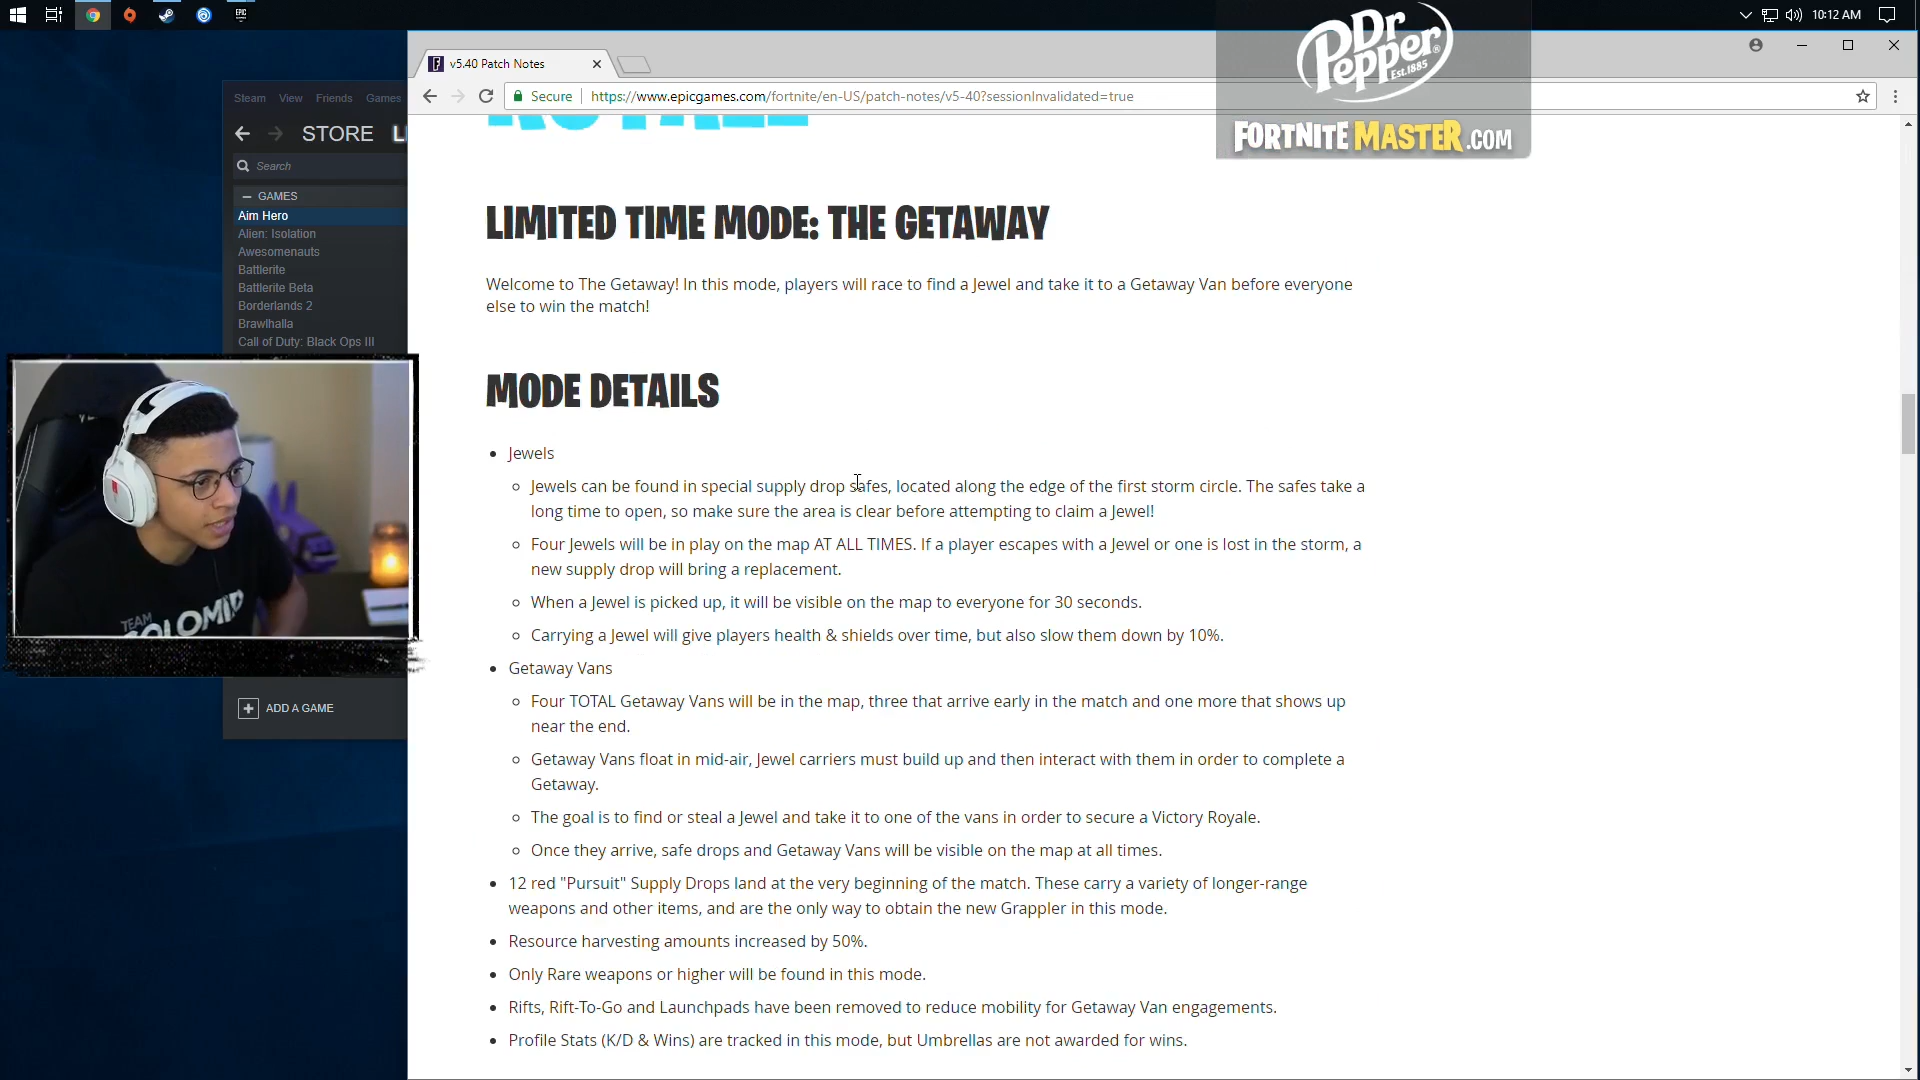 EPIC
10:12 AM
v5.40 Patch Notes
Secure
https://www.epicgames.com/fortnite/en-US/patch-notes/v5-40?sessionInvalidated=true
Dr Pepper
Est. 1885
FORTNITEMASTER.COM
Steam View Friends Games
STORE
Search
GAMES
Aim Hero
Alien: Isolation
Awesomenauts
Battlerite
Battlerite Beta
Borderlands 2
Brawlhalla
Call of Duty: Black Ops III
ADD A GAME
TEAM
SOLOMID
LIMITED TIME MODE: THE GETAWAY
Welcome to The Getaway! In this mode, players will race to find a Jewel and take it to a Getaway Van before everyone
else to win the match!
MODE DETAILS
Jewels
Jewels can be found in special supply drop safes, located along the edge of the first storm circle. The safes take a
long time to open, so make sure the area is clear before attempting to claim a Jewel!
Four Jewels will be in play on the map AT ALL TIMES. If a player escapes with a Jewel or one is lost in the storm, a
new supply drop will bring a replacement.
When a Jewel is picked up, it will be visible on the map to everyone for 30 seconds.
Carrying a Jewel will give players health & shields over time, but also slow them down by 10%.
Getaway Vans
Four TOTAL Getaway Vans will be in the map, three that arrive early in the match and one more that shows up
near the end.
Getaway Vans float in mid-air, Jewel carriers must build up and then interact with them in order to complete a
Getaway.
The goal is to find or steal a Jewel and take it to one of the vans in order to secure a Victory Royale.
Once they arrive, safe drops and Getaway Vans will be visible on the map at all times.
12 red "Pursuit" Supply Drops land at the very beginning of the match. These carry a variety of longer-range
weapons and other items, and are the only way to obtain the new Grappler in this mode.
Resource harvesting amounts increased by 50%.
Only Rare weapons or higher will be found in this mode.
Rifts, Rift-To-Go and Launchpads have been removed to reduce mobility for Getaway Van engagements.
Profile Stats (K/D & Wins) are tracked in this mode, but Umbrellas are not awarded for wins.